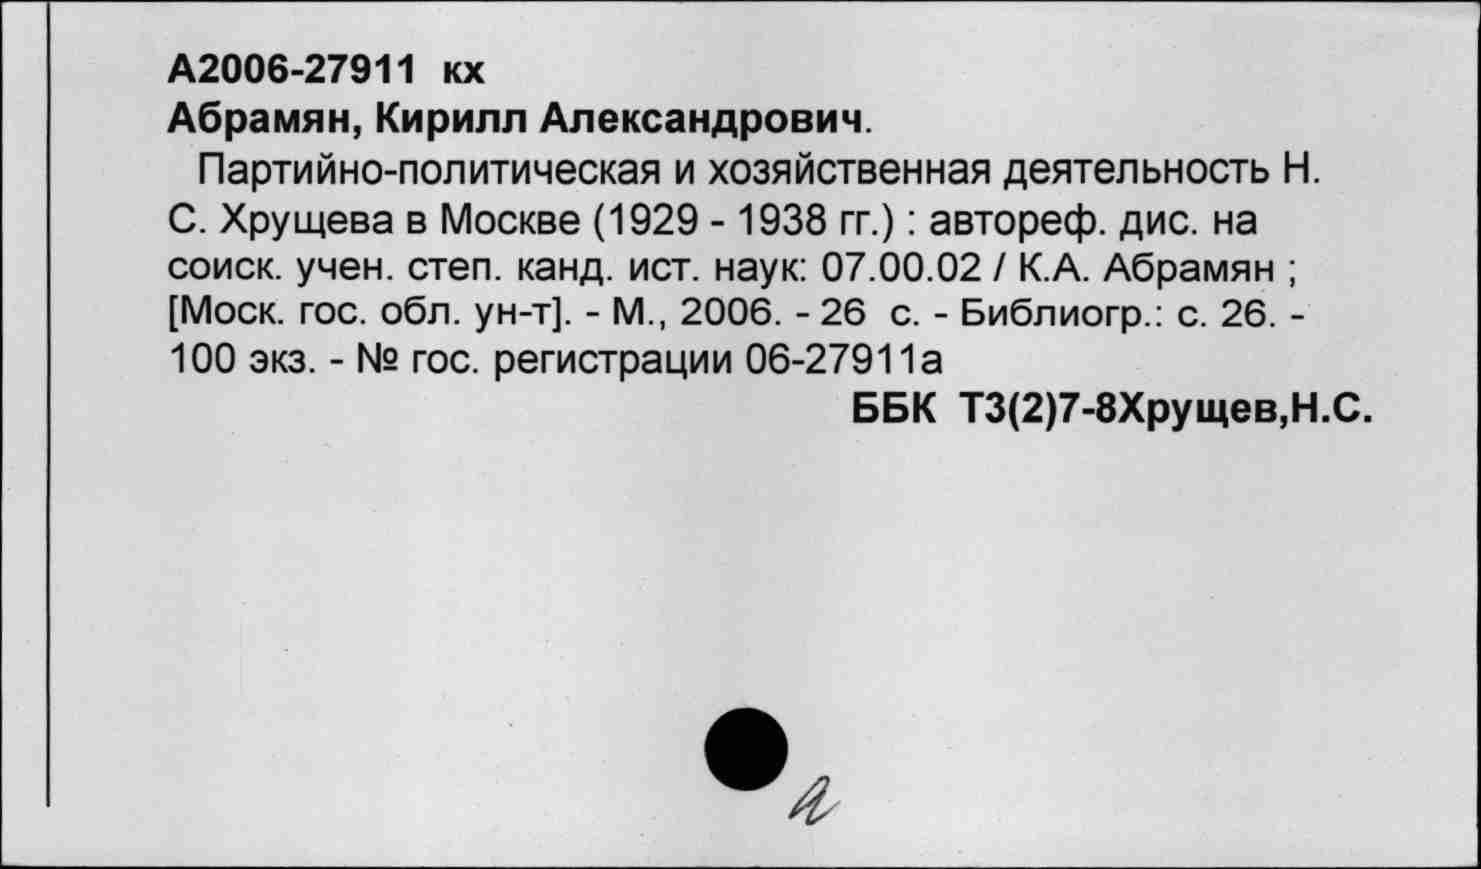 А2006-27911 кх
Абрамян, Кирилл Александрович.
Партийно-политическая и хозяйственная деятельность Н.
С. Хрущева в Москве (1929 - 1938 гг.) : автореф. дис. на
соиск. учен. степ. канд. ист. наук: 07.00.02 / К.А. Абрамян ;
[Моск. гос. обл. ун-т]. - М., 2006. - 26 с. - Библиогр.: с. 26. -
100 экз. - № гос. регистрации 06-27911а
ББК Т3(2)7-8Хрущев,Н.С.
а